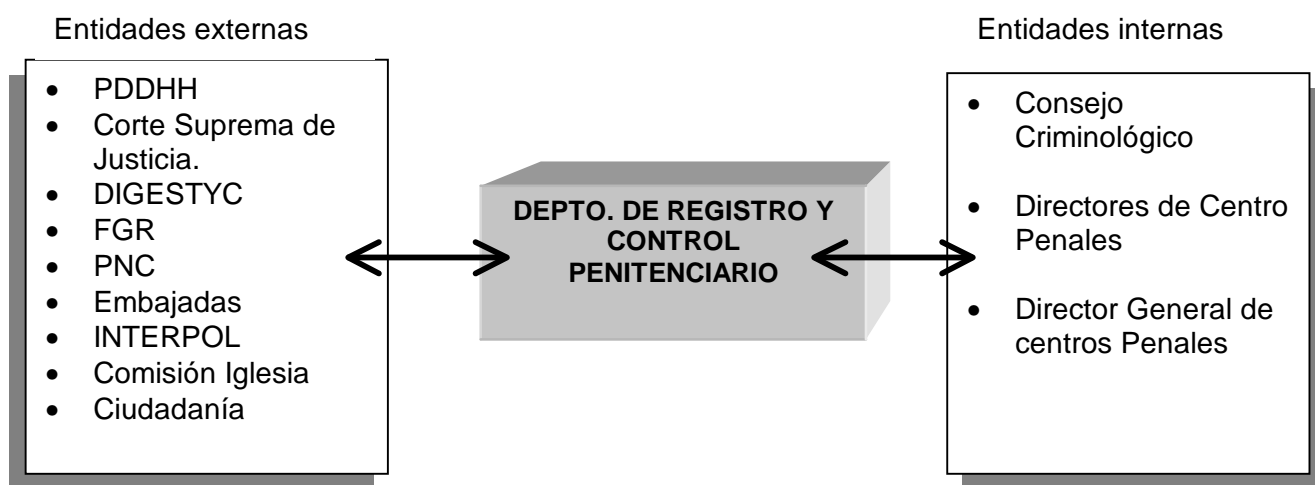 Entidades externas
• PDDHH
• Corte Suprema de
Justicia.
• DIGESTYC
• FGR
• PNC
• Embajadas
• INTERPOL
• Comisión Iglesia
• Ciudadanía
DEPTO. DE REGISTRO Y
CONTROL
PENITENCIARIO
Entidades internas
• Consejo
Criminológico
• Directores de Centro
Penales
• Director General de
centros Penales